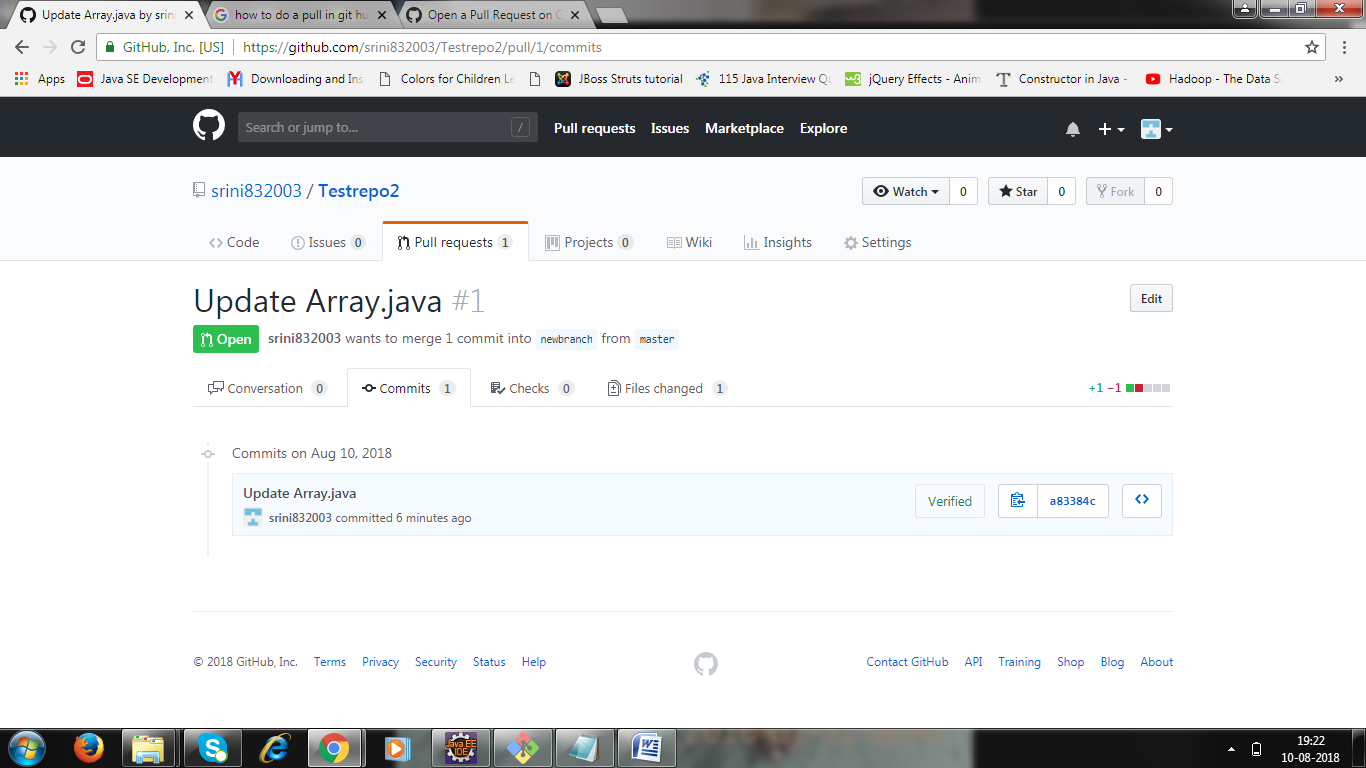 Update Array.java by srini
how to do a pull in git hu
Open a Pull Request on G
GitHub, Inc. [US] https://github.com/srini832003/Testrepo2/pull/1/commits
Apps Java SE Development Downloading and Ins Colors for Children Le JBoss Struts tutorial 115 Java Interview Qu jQuery Effects - Anim Constructor in Java - Hadoop - The Data S »
Search or jump to... / Pull requests Issues Marketplace Explore
srini832003 / Testrepo2 Watch 0 Star 0 Fork 0
Code Issues 0 Pull requests 1 Projects 0 Wiki Insights Settings
Update Array.java #1 Edit
Open srini832003 wants to merge 1 commit into newbranch from master
Conversation 0 Commits 1 Checks 0 Files changed 1 +1 −1
Commits on Aug 10, 2018
Update Array.java
srini832003 committed 6 minutes ago
Verified a83384c
© 2018 GitHub, Inc. Terms Privacy Security Status Help Contact GitHub API Training Shop Blog About
Java EE
IDE
19:22
10-08-2018